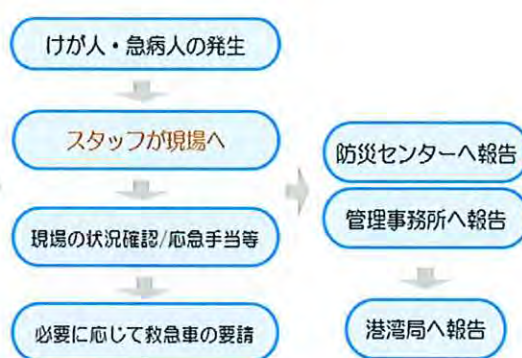 けが人・急病人の発生
スタッフが現場へ
現場の状況確認/応急手当等
必要に応じて救急車の要請
防災センターへ報告
管理事務所へ報告
港湾局へ報告